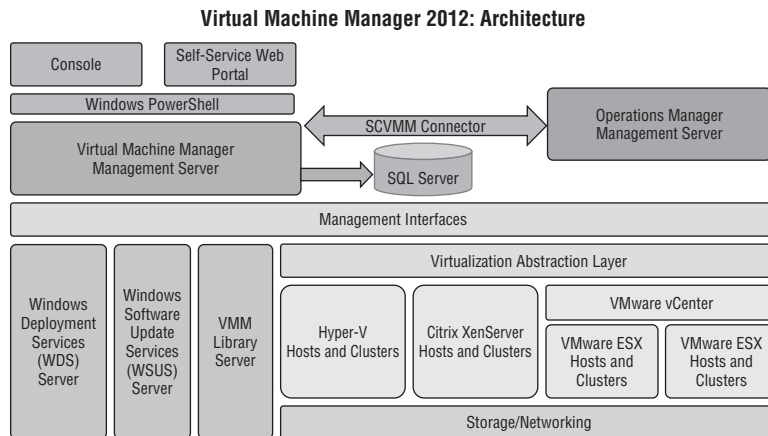 Virtual Machine Manager 2012: Architecture
Console
Self-Service Web
Portal
Windows PowerShell
Virtual Machine Manager
Management Server
SCVMM Connector
SQL Server
Operations Manager
Management Server
Management Interfaces
Windows
Deployment
Services
(WDS)
Server
Windows
Software
Update
Services
(WSUS)
Server
VMM
Library
Server
Virtualization Abstraction Layer
Hyper-V
Hosts and Clusters
Citrix XenServer
Hosts and Clusters
VMware vCenter
VMware ESX
Hosts and
Clusters
VMware ESX
Hosts and
Clusters
Storage/Networking